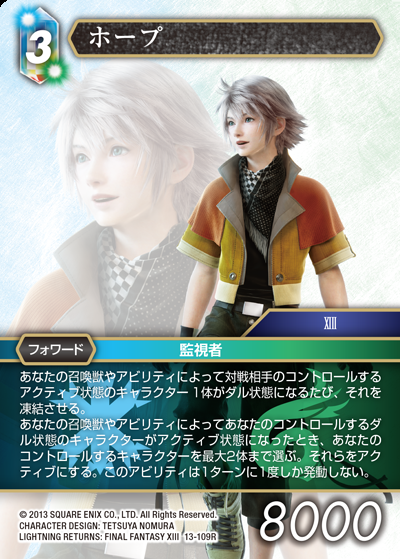 3
ホープ
XIII
フォワード
監視者
あなたの召喚獣やアビリティによって対戦相手のコントロールする
アクティブ状態のキャラクター1体がダル状態になるたび、それを
凍結させる。
あなたの召喚獣やアビリティによってあなたのコントロールするダ
ル状態のキャラクターがアクティブ状態になったとき、あなたの
コントロールするキャラクターを最大2体まで選ぶ。それらをアク
ティブにする。このアビリティは1ターンに1度しか発動しない。
© 2013 SQUARE ENIX CO., LTD. All Rights Reserved.
CHARACTER DESIGN: TETSUYA NOMURA
LIGHTNING RETURNS: FINAL FANTASY XIII 13-109R
8000